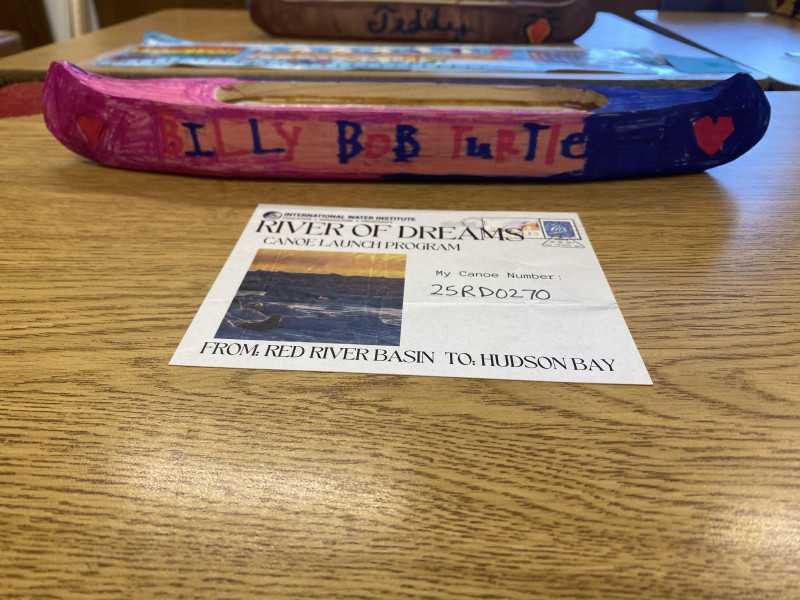 Teddy
BILLY BOB TURTLE
INTERNATIONAL WATER INSTITUTE
RIVER OF DREAMS
CANOE LAUNCH PROGRAM
My Canoe Number:
25RD0270
FROM: RED RIVER BASIN TO: HUDSON BAY